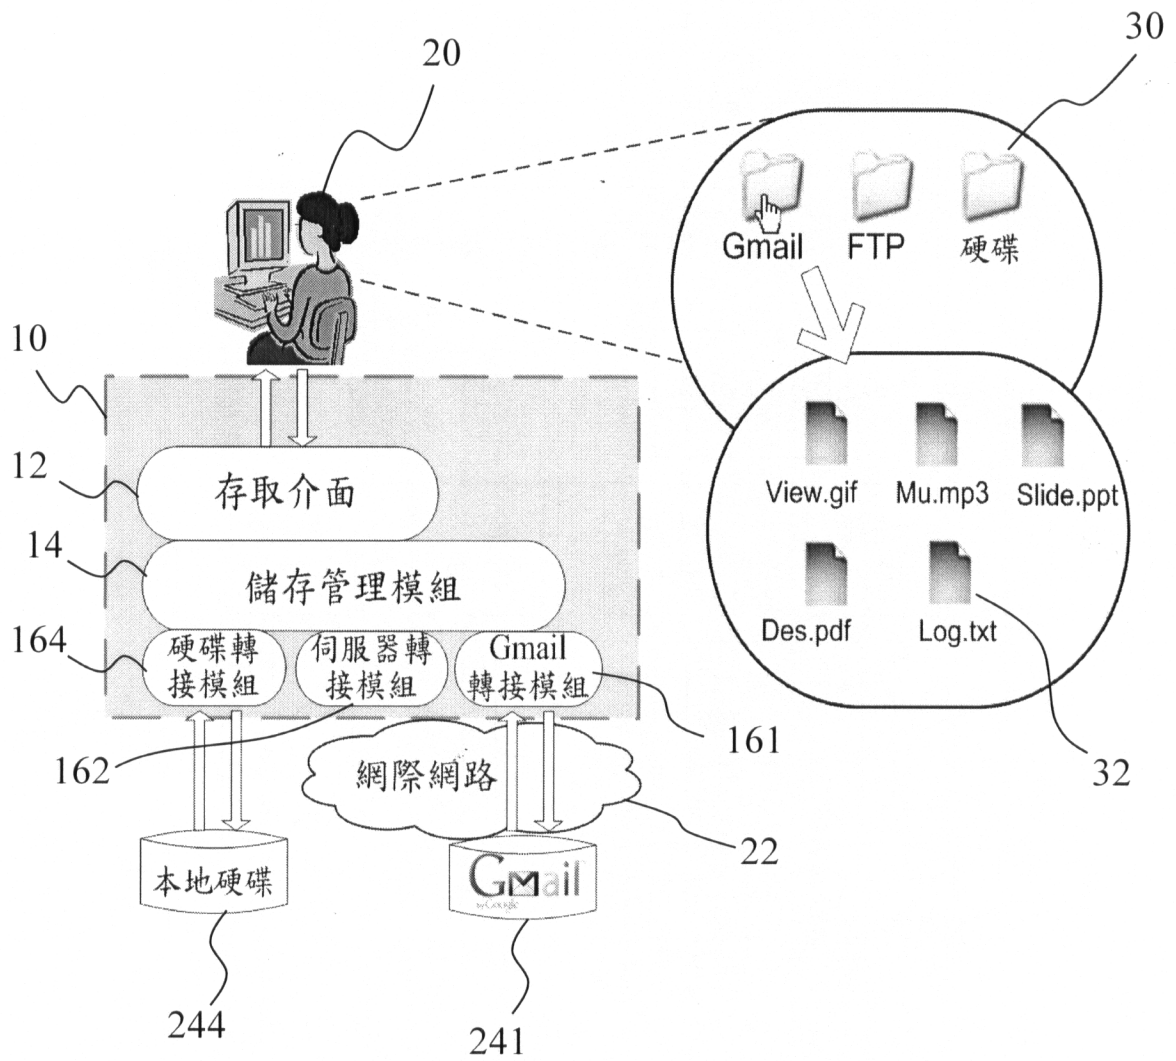 20
30
Gmail
FTP
硬碟
10
12
存取介面
14
儲存管理模組
164
硬碟轉
接模組
伺服器轉
接模組
Gmail
轉接模組
View.gif
Mu.mp3
Slide.ppt
Des.pdf
Log.txt
162
161
32
網際網路
22
本地硬碟
Gmail
by Google
244
241